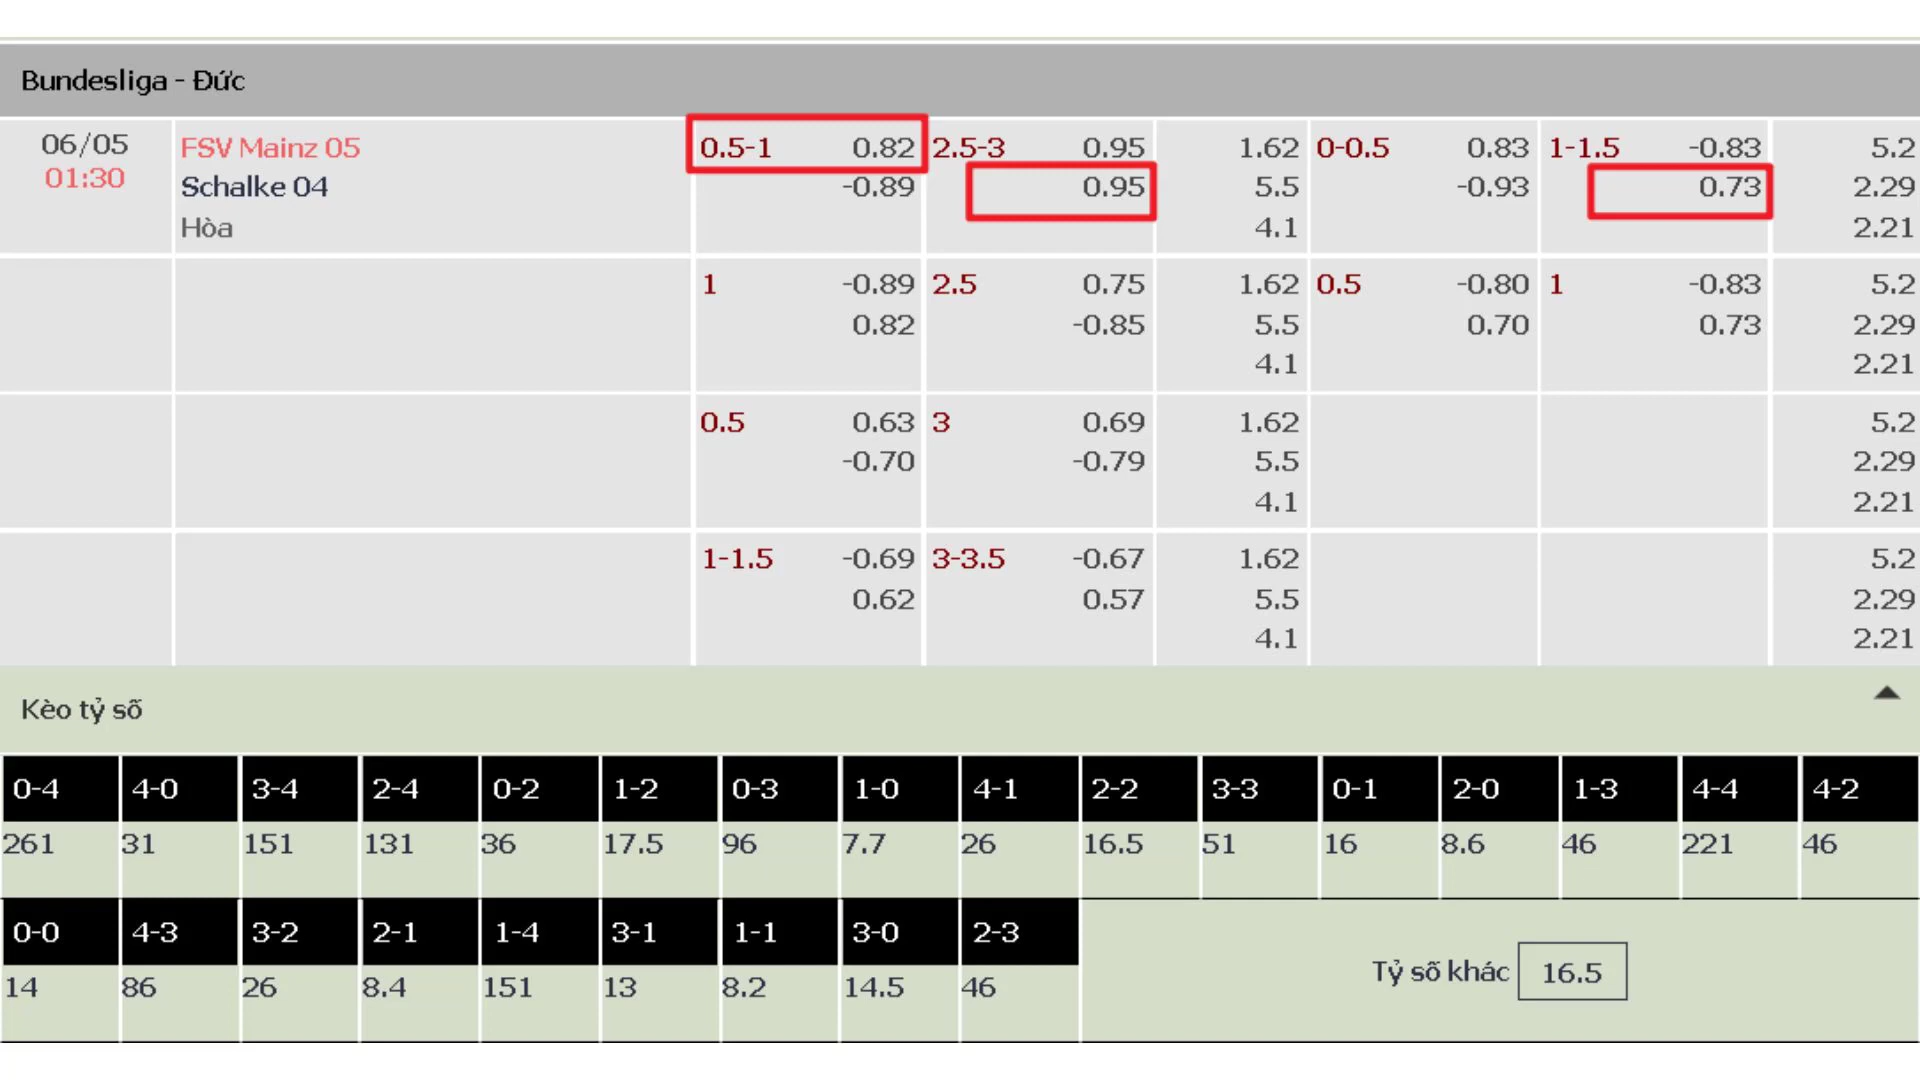 Bundesliga - Đức
06/05 FSV Mainz 05 0.5-1 0.82 2.5-3 0.95 1.62 0-0.5 0.83 1-1.5 -0.83 5.2
01:30 Schalke 04 -0.89 0.95 5.5 -0.93 0.73 2.29
Hòa 4.1 2.21
1 -0.89 2.5 0.75 1.62 0.5 -0.80 1 -0.83 5.2
0.82 -0.85 5.5 0.70 0.73 2.29
4.1 2.21
0.5 0.63 3 0.69 1.62 5.2
-0.70 -0.79 5.5 2.29
4.1 2.21
1-1.5 -0.69 3-3.5 -0.67 1.62 5.2
0.62 0.57 5.5 2.29
4.1 2.21
Kèo tỷ số
0-4 4-0 3-4 2-4 0-2 1-2 0-3 1-0 4-1 2-2 3-3 0-1 2-0 1-3 4-4 4-2
261 31 151 131 36 17.5 96 7.7 26 16.5 51 16 8.6 46 221 46
0-0 4-3 3-2 2-1 1-4 3-1 1-1 3-0 2-3
14 86 26 8.4 151 13 8.2 14.5 46
Tỷ số khác 16.5